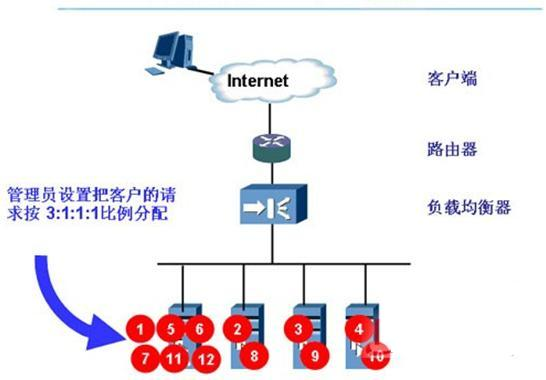 Internet
客户端
路由器
管理员设置把客户的请
求按 3:1:1:1比例分配
负载均衡器
1 5 6 2 3 4
7 11 12 8 9 10